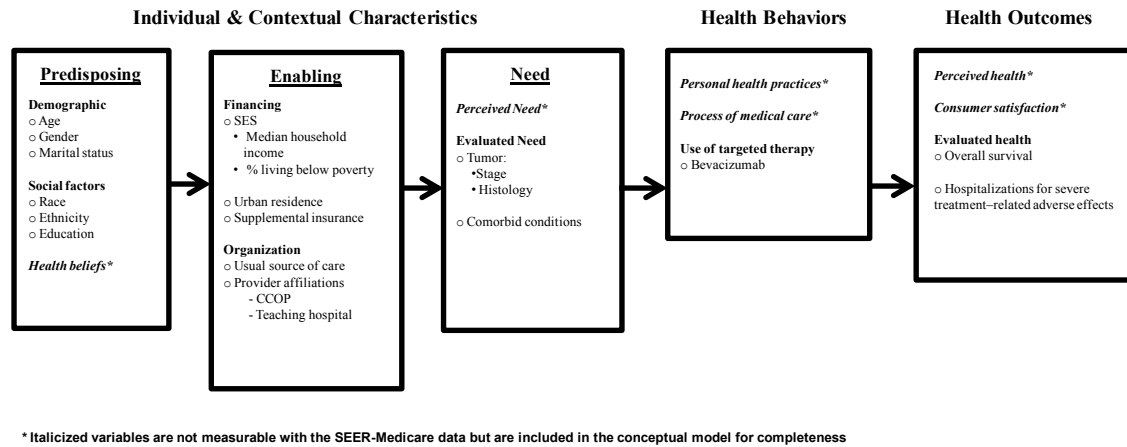 Individual & Contextual Characteristics
Health Behaviors
Health Outcomes
Predisposing
Demographic
○ Age
○ Gender
○ Marital status
Social factors
○ Race
○ Ethnicity
○ Education
Health beliefs*
Enabling
Financing
○ SES
• Median household
income
• % living below poverty
○ Urban residence
○ Supplemental insurance
Organization
○ Usual source of care
○ Provider affiliations
- CCOP
- Teaching hospital
Need
Perceived Need*
Evaluated Need
○ Tumor:
•Stage
• Histology
○ Comorbid conditions
Personal health practices*
Process of medical care*
Use of targeted therapy
○ Bevacizumab
Perceived health*
Consumer satisfaction*
Evaluated health
○ Overall survival
○ Hospitalizations for severe
treatment–related adverse effects
* Italicized variables are not measurable with the SEER-Medicare data but are included in the conceptual model for completeness